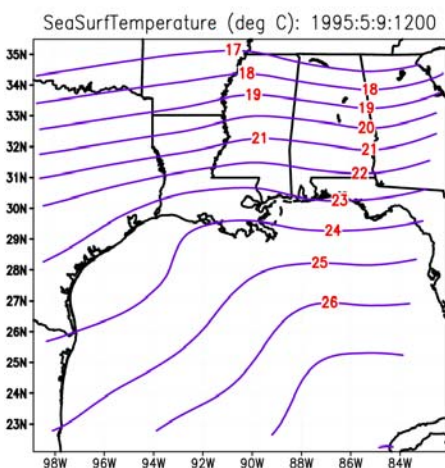 SeaSurfTemperature (deg C): 1995:5:9:1200
35N
17
34N
18
18
33N
19
19
20
32N
21
21
31N
22
30N
23
29N
24
28N
25
27N
26
26N
25N
24N
23N
98W 96W 94W 92W 90W 88W 86W 84W